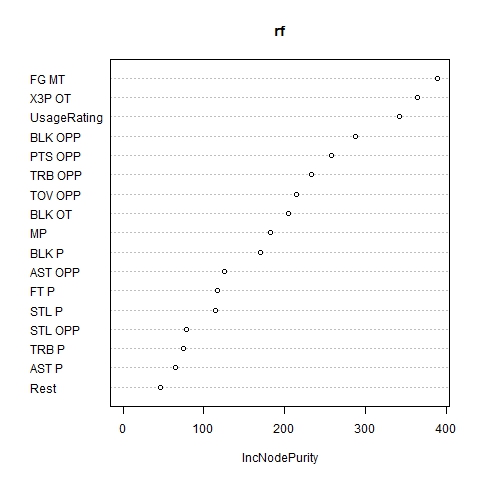 rf
FG MT
X3P OT
UsageRating
BLK OPP
PTS OPP
TRB OPP
TOV OPP
BLK OT
MP
BLK P
AST OPP
FT P
STL P
STL OPP
TRB P
AST P
Rest
0 100 200 300 400
IncNodePurity